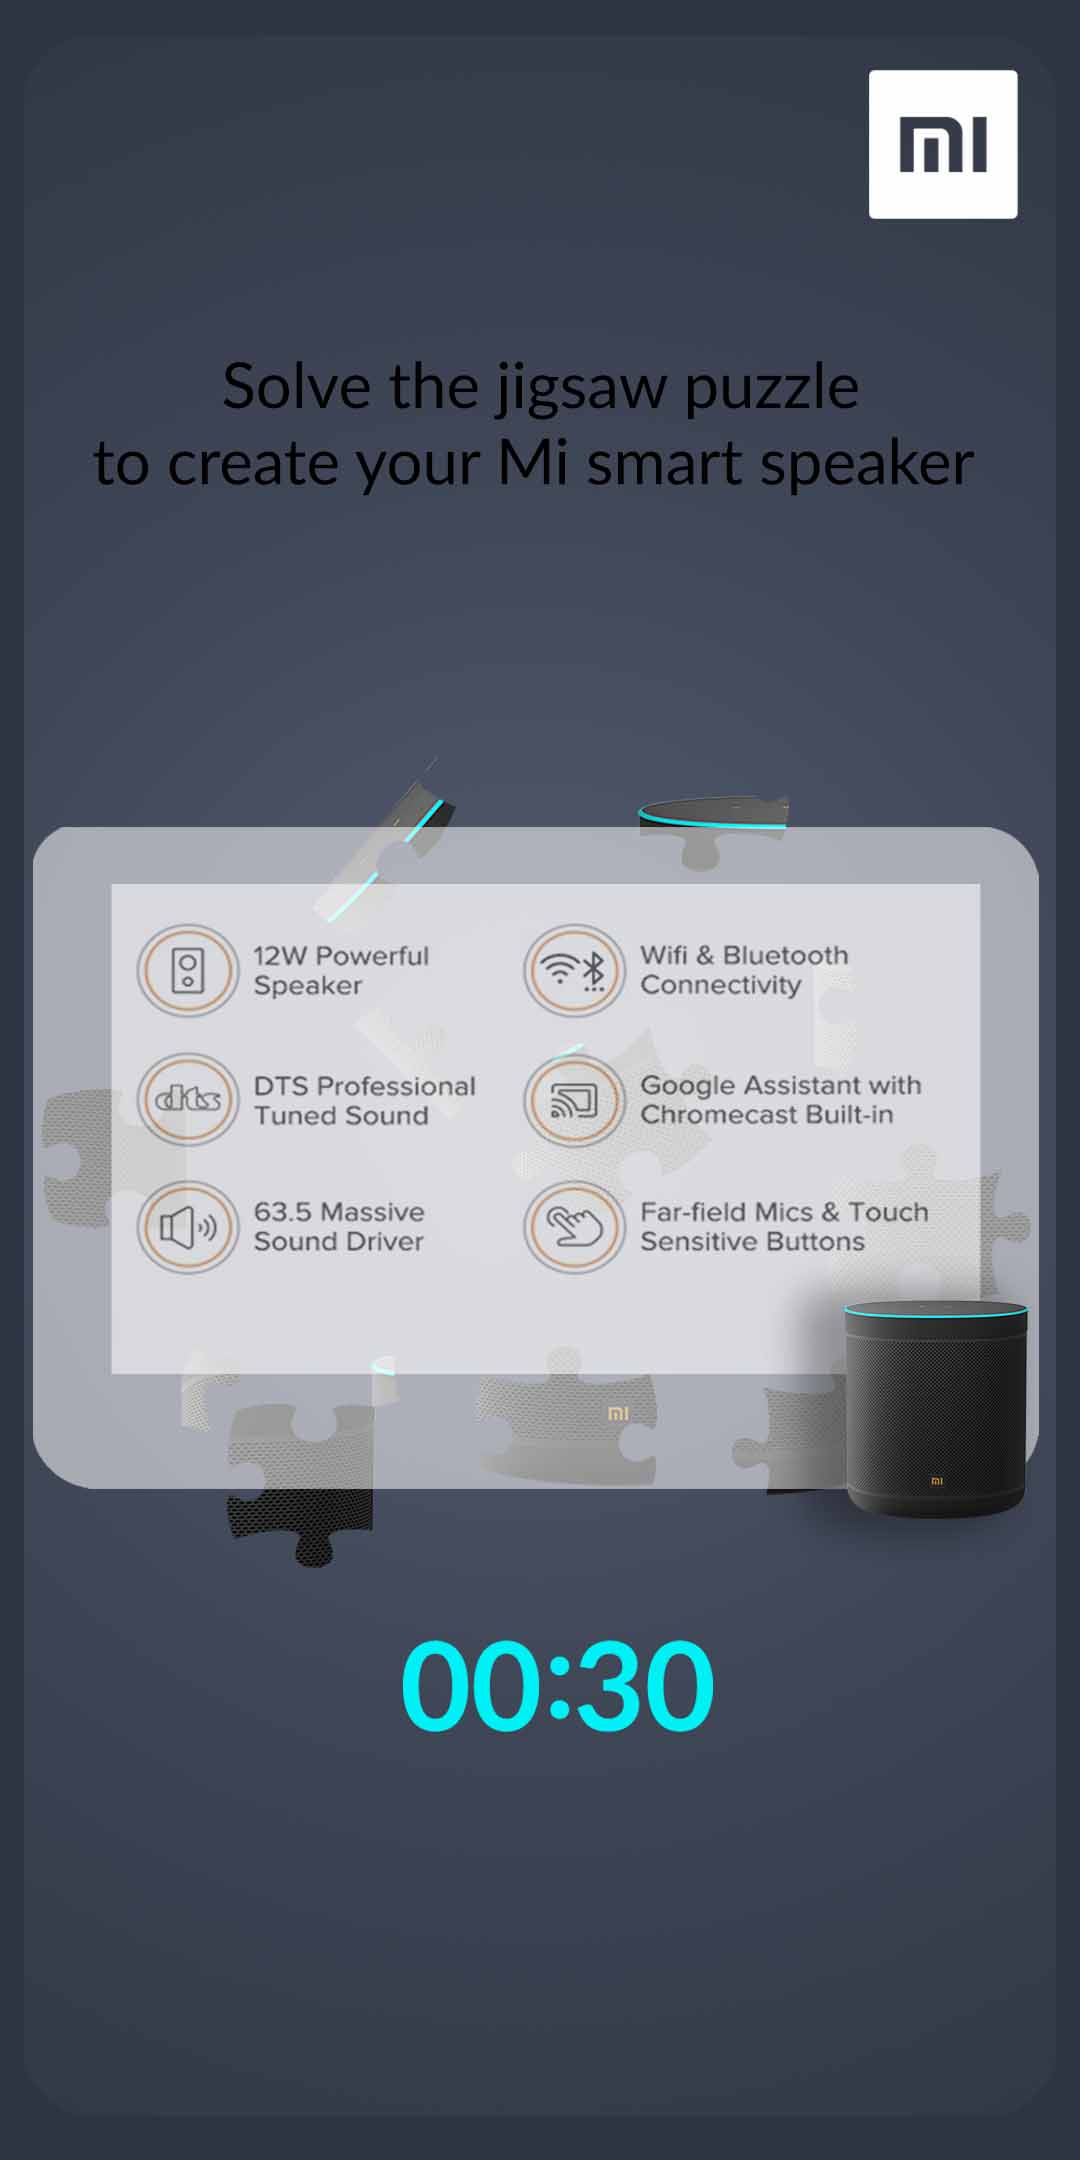 mi
Solve the jigsaw puzzle
to create your Mi smart speaker
12W Powerful
Speaker
Wifi & Bluetooth
Connectivity
dts
DTS Professional
Tuned Sound
Google Assistant with
Chromecast Built-in
63.5 Massive
Sound Driver
Far-field Mics & Touch
Sensitive Buttons
mi
mi
00:30